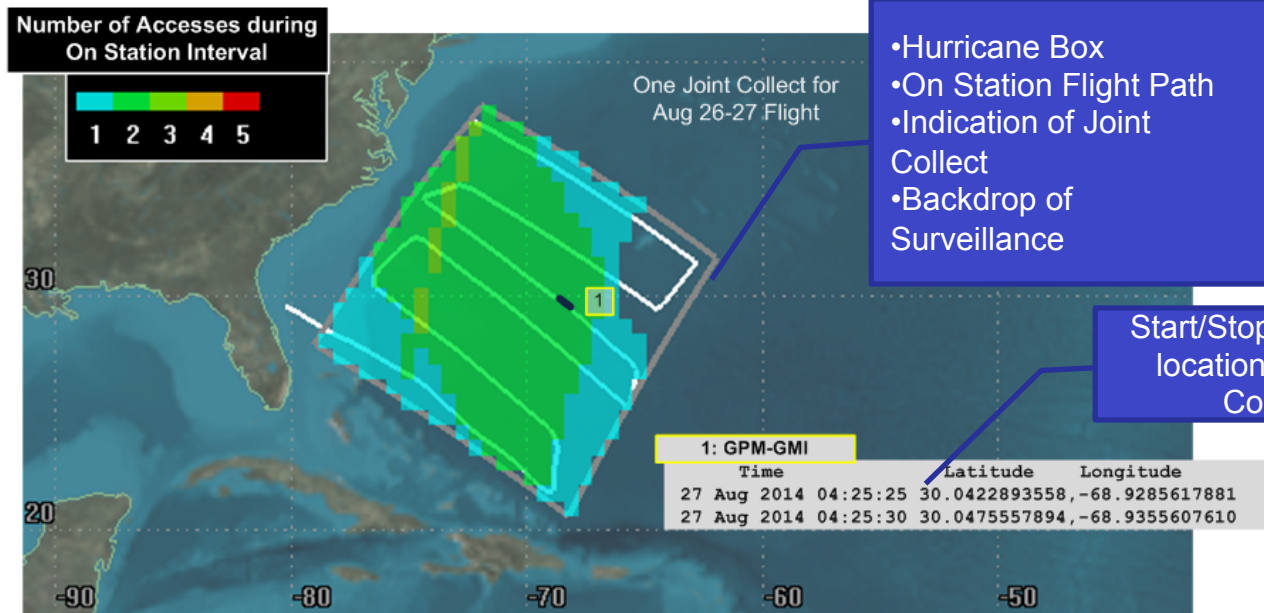 Number of Accesses during
On Station Interval
1 2 3 4 5
One Joint Collect for
Aug 26-27 Flight
•Hurricane Box
•On Station Flight Path
•Indication of Joint
Collect
•Backdrop of
Surveillance
30
1
Start/Stop
location
Co
1: GPM-GMI
Time Latitude Longitude
27 Aug 2014 04:25:25 30.0422893558,-68.9285617881
27 Aug 2014 04:25:30 30.0475557894,-68.9355607610
20
-90 -80 -70 -60 -50